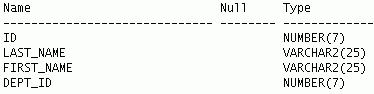 Name Null Type
------------------------------ -------- ------------
ID NUMBER(7)
LAST_NAME VARCHAR2(25)
FIRST_NAME VARCHAR2(25)
DEPT_ID NUMBER(7)